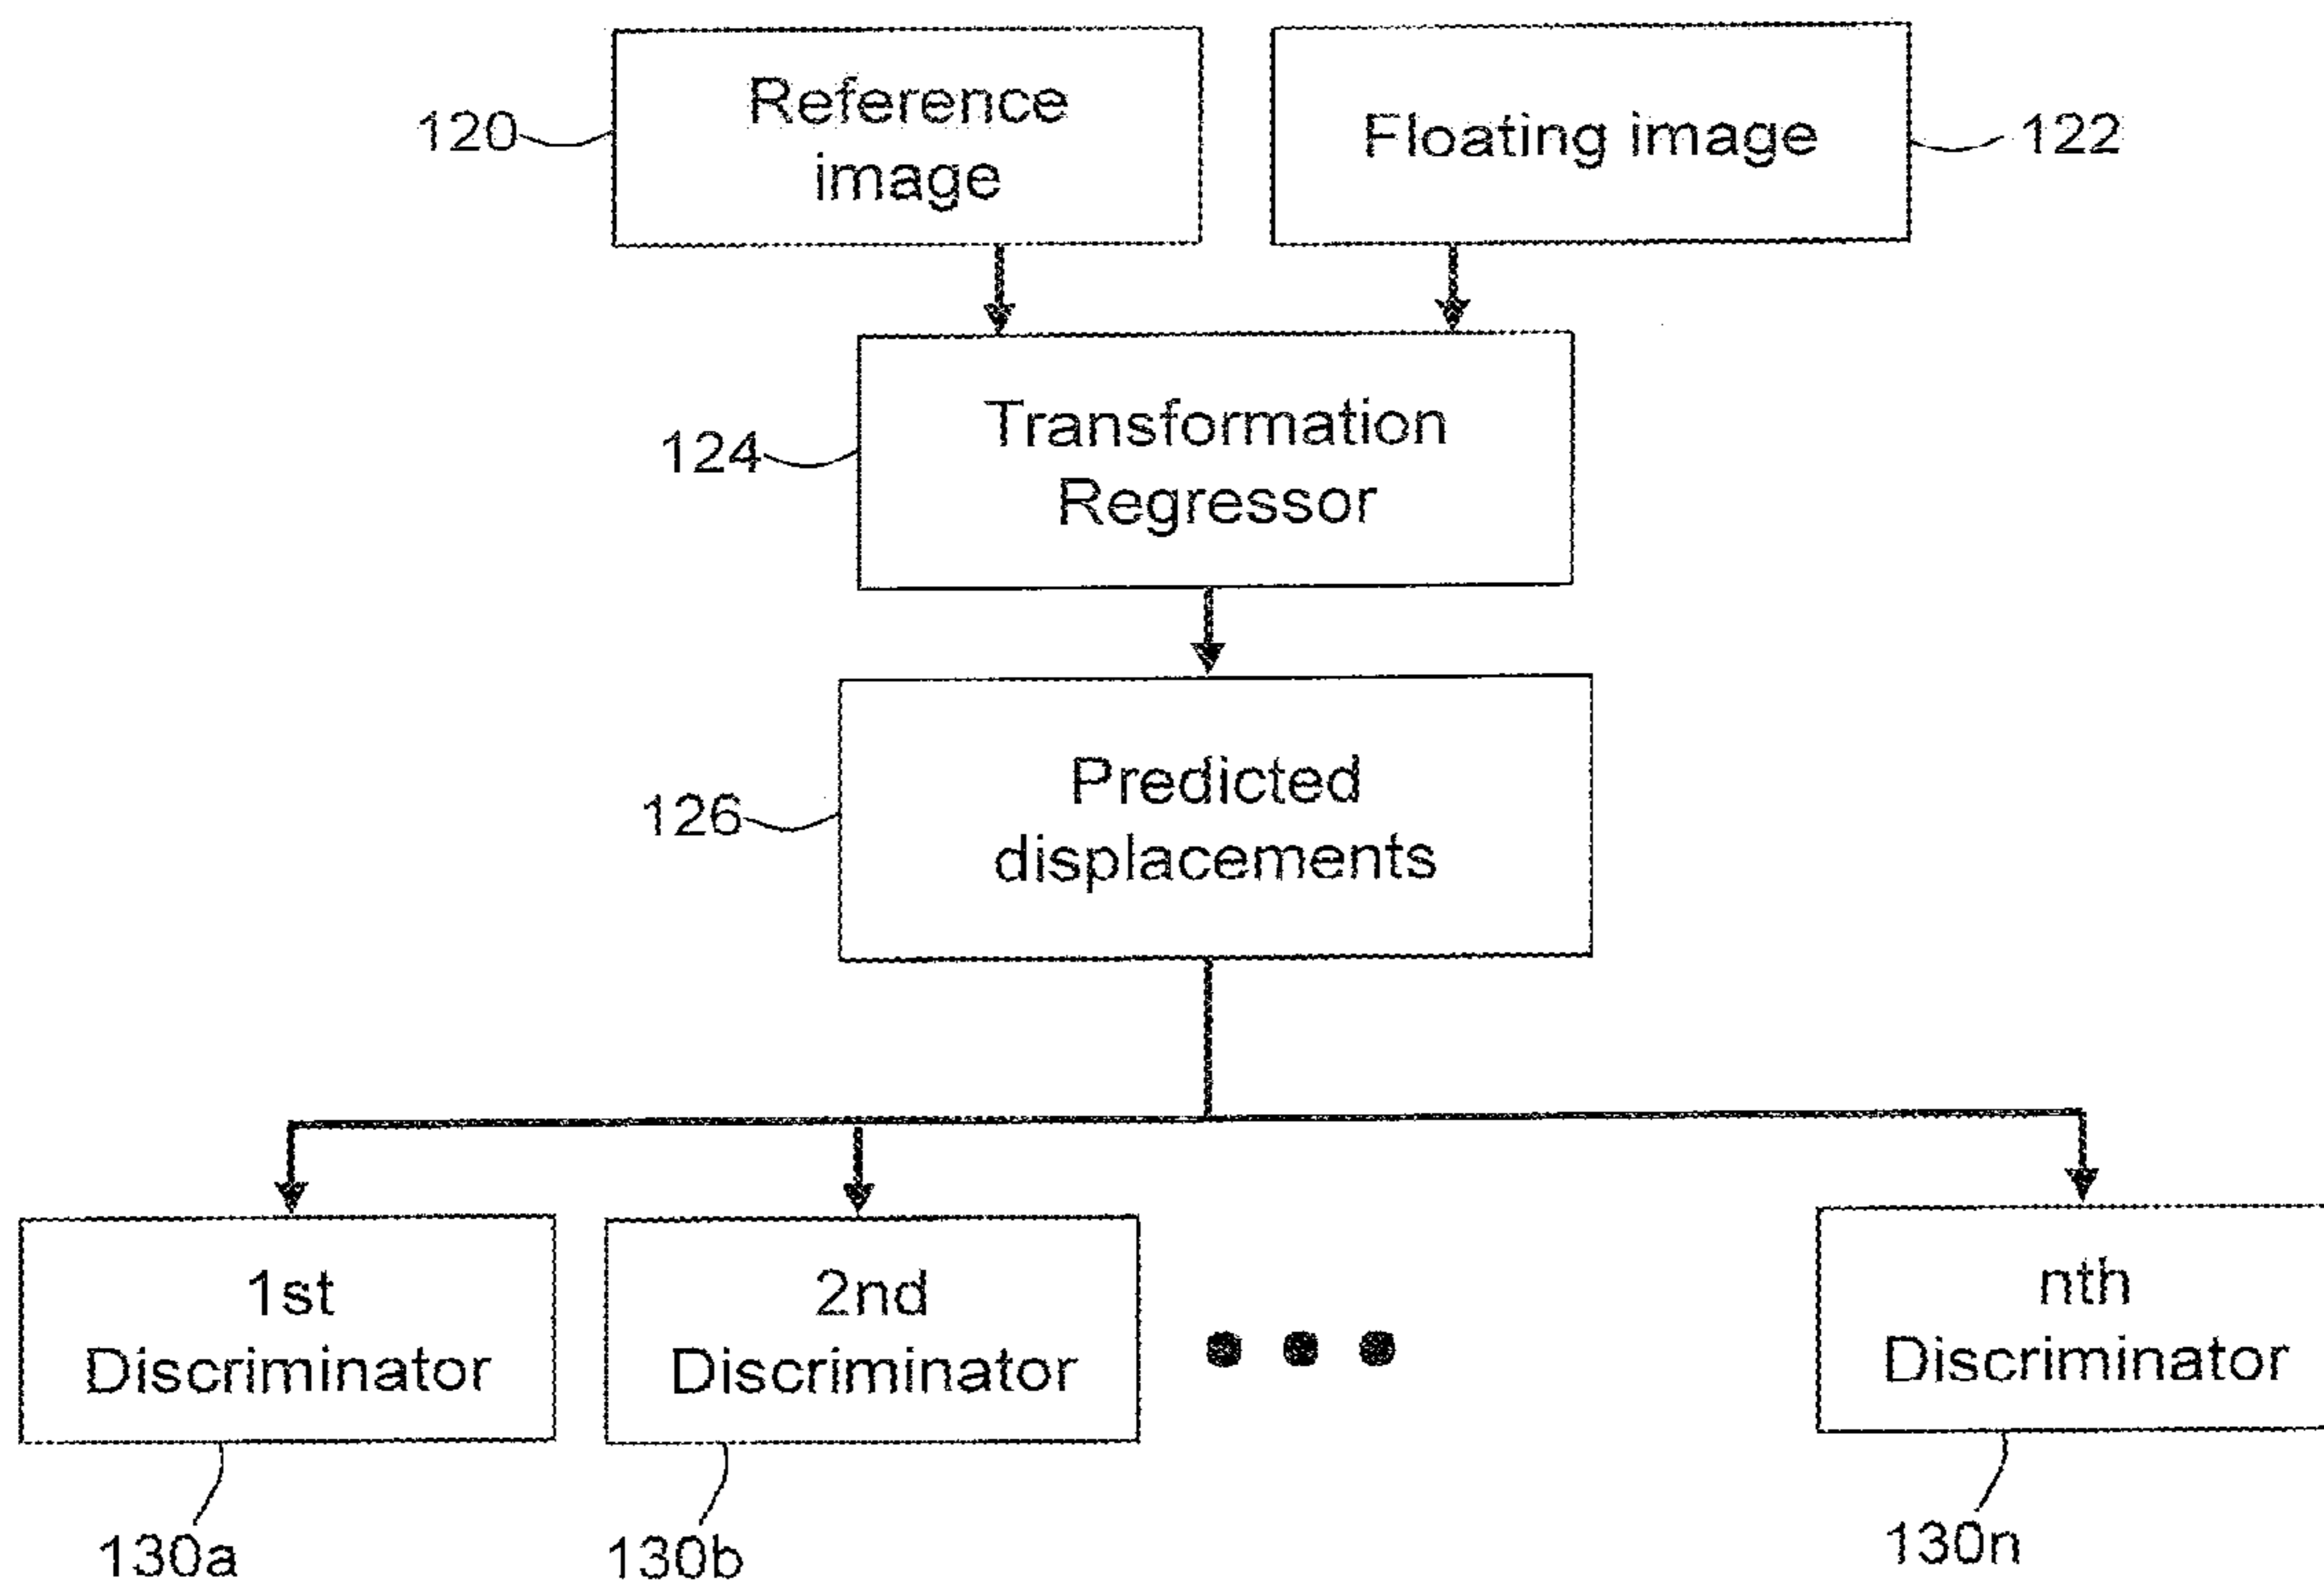 Reference
image
120
Floating image
122
Transformation
Regressor
124
Predicted
displacements
126
1st
Discriminator
2nd
Discriminator
nth
Discriminator
130a
130b
130n